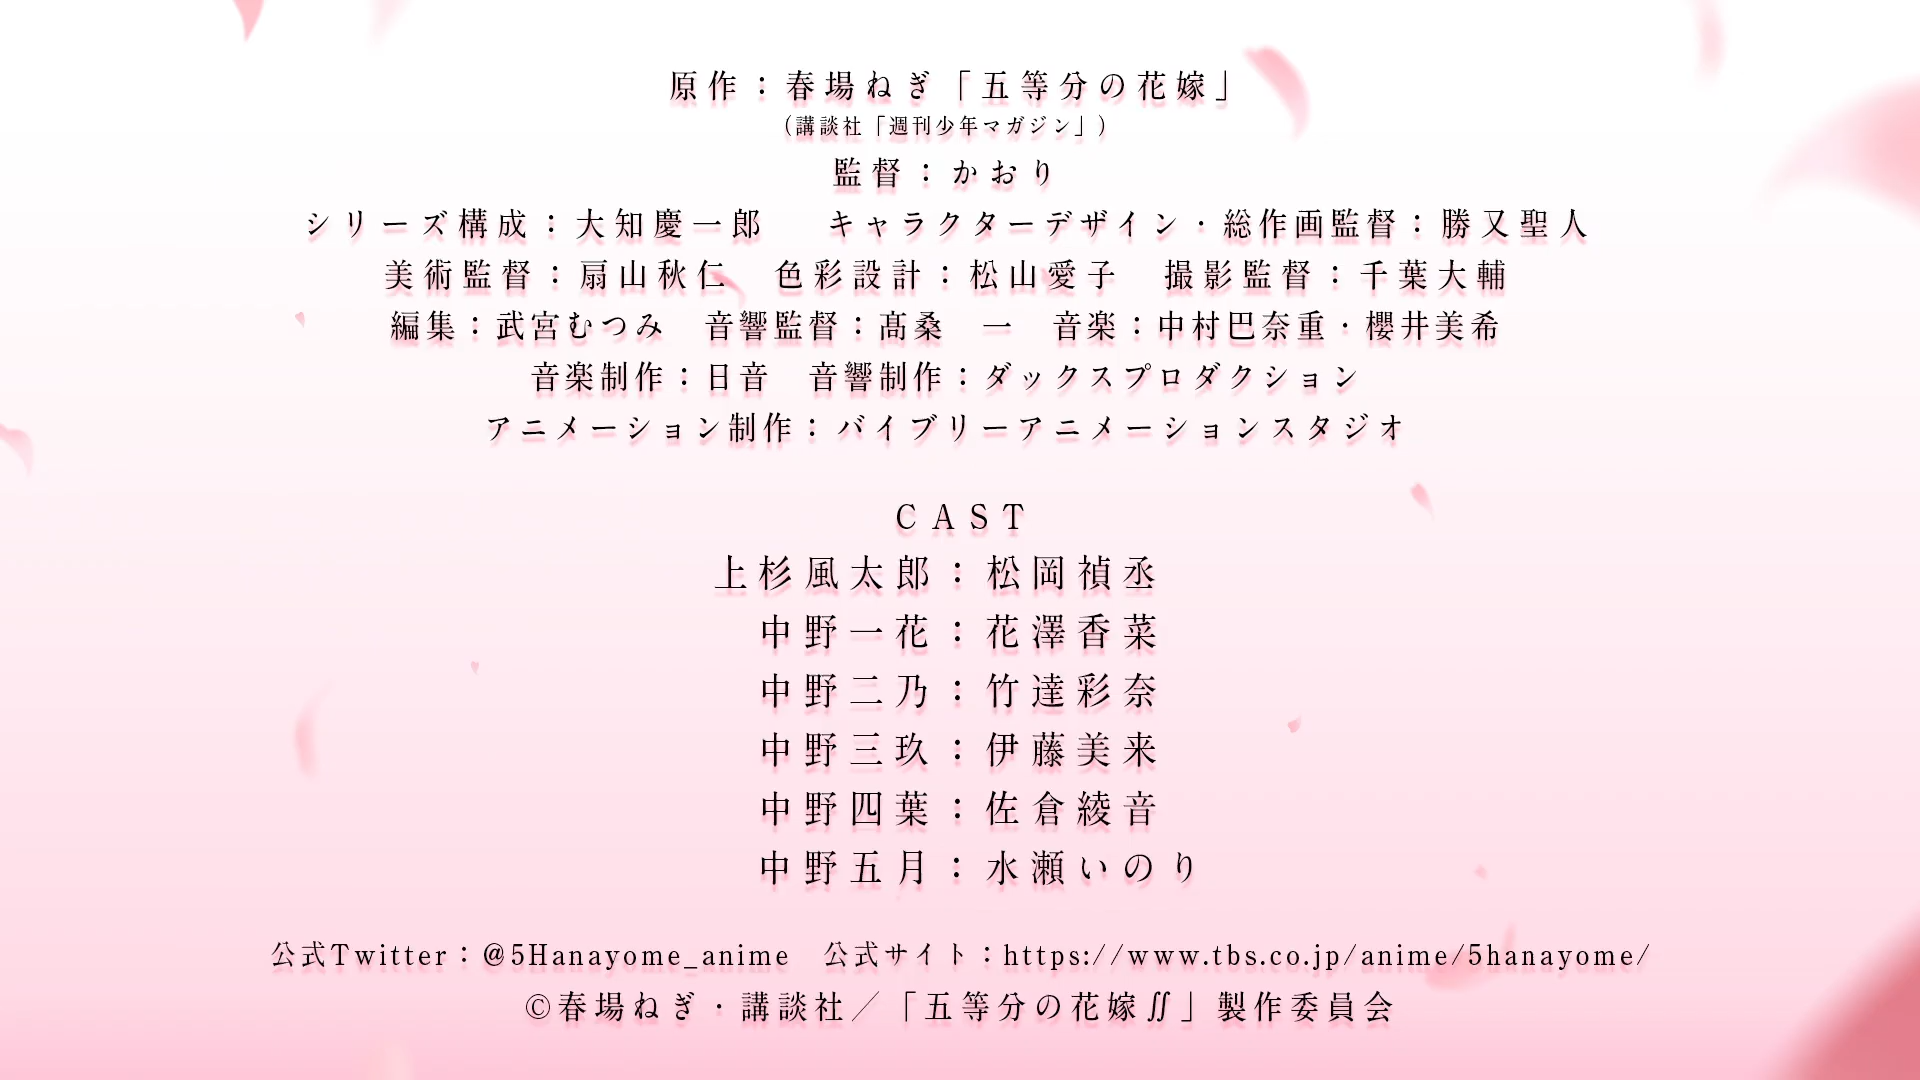 原作：春場ねぎ「五等分の花嫁」
（講談社「週刊少年マガジン」）
監督：かおり
シリーズ構成：大知慶一郎　キャラクターデザイン・総作画監督：勝又聖人
美術監督：扇山秋仁　色彩設計：松山愛子　撮影監督：千葉大輔
編集：武宮むつみ　音響監督：髙桑　一　音楽：中村巴奈重・櫻井美希
音楽制作：日音　音響制作：ダックスプロダクション
アニメーション制作：バイブリーアニメーションスタジオ
CAST
上杉風太郎：松岡禎丞
中野一花：花澤香菜
中野二乃：竹達彩奈
中野三玖：伊藤美来
中野四葉：佐倉綾音
中野五月：水瀬いのり
公式Twitter：@5Hanayome_anime　公式サイト：https://www.tbs.co.jp/anime/5hanayome/
©春場ねぎ・講談社／「五等分の花嫁∬」製作委員会